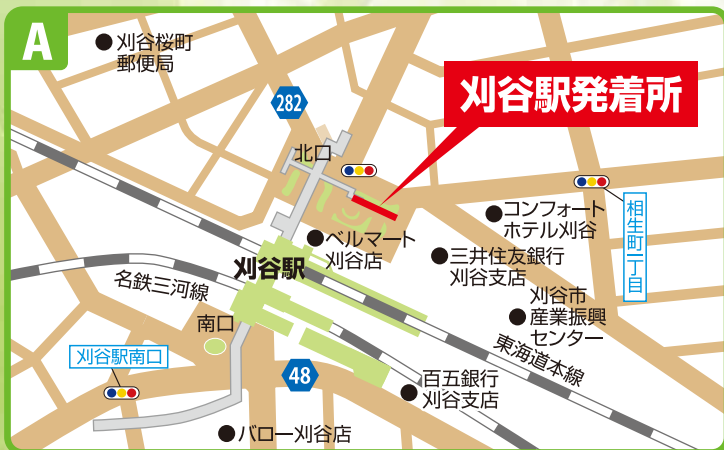 A
刈谷桜町
郵便局
282
刈谷駅発着所
北口
コンフォート
ホテル刈谷
相生町一丁目
ベルマート
刈谷店
三井住友銀行
刈谷支店
刈谷駅
名鉄三河線
刈谷市
産業振興
センター
南口
東海道本線
刈谷駅南口
48
百五銀行
刈谷支店
バロー刈谷店